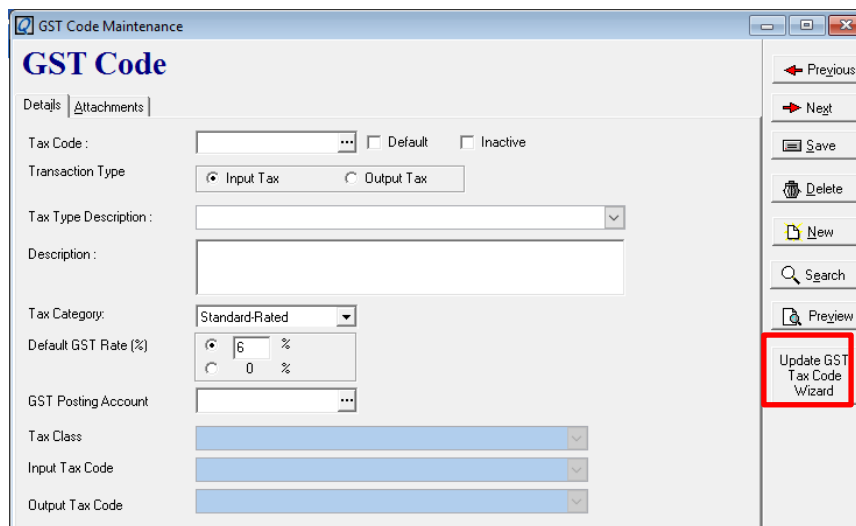 GST Code Maintenance
GST Code
Previous
Details Attachments
Next
Tax Code : ... Default Inactive
Save
Transaction Type Input Tax Output Tax
Delete
Tax Type Description :
New
Description :
Search
Tax Category: Standard-Rated
Preview
Default GST Rate (%) 6 %
0 %
Update GST
Tax Code
Wizard
GST Posting Account ...
Tax Class
Input Tax Code
Output Tax Code